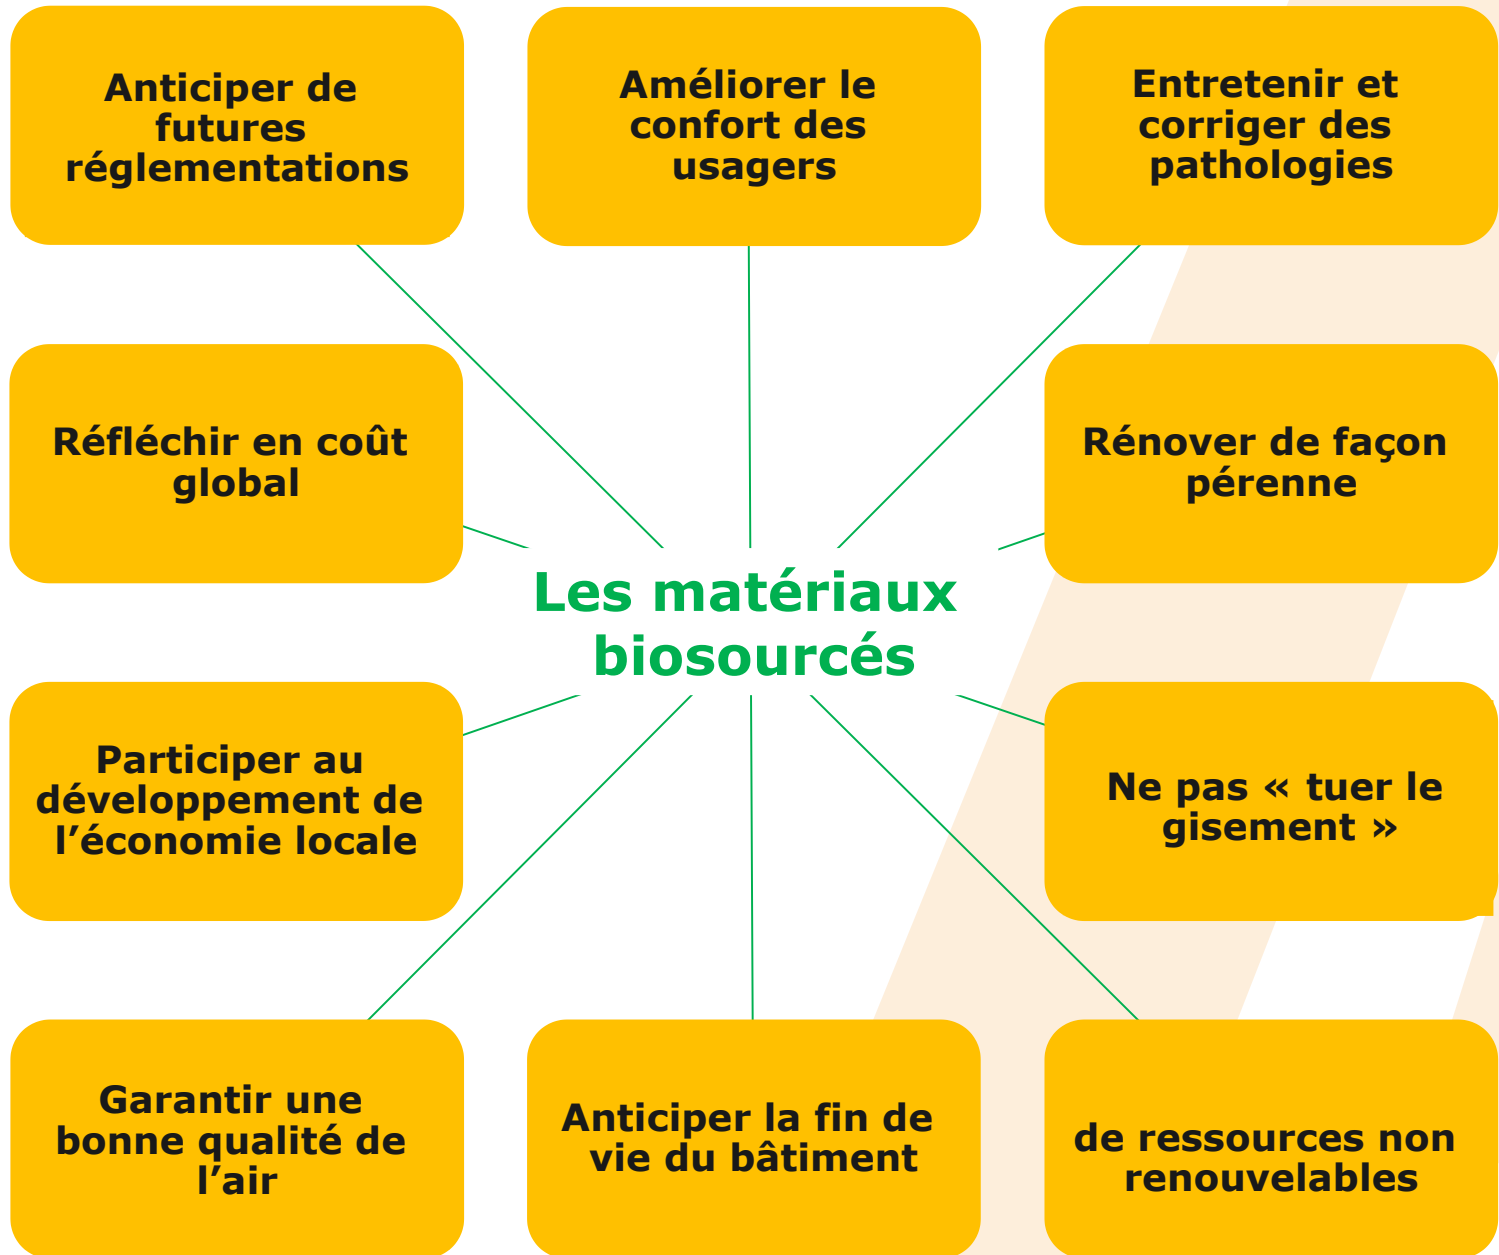 Anticiper de
futures
réglementations
Améliorer le
confort des
usagers
Entretenir et
corriger des
pathologies
Réfléchir en coût
global
Rénover de façon
pérenne
Les matériaux
biosourcés
Participer au
développement de
l’économie locale
Ne pas « tuer le
gisement »
Garantir une
bonne qualité de
l’air
Anticiper la fin de
vie du bâtiment
de ressources non
renouvelables